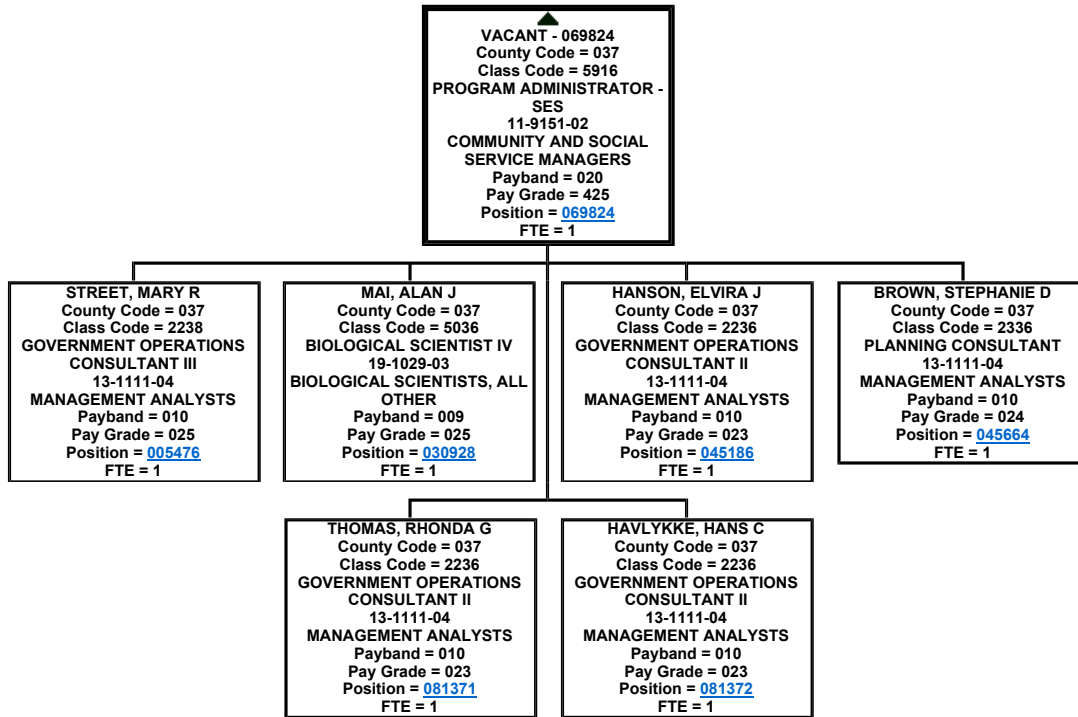 VACANT - 069824
County Code = 037
Class Code = 5916
PROGRAM ADMINISTRATOR -
SES
11-9151-02
COMMUNITY AND SOCIAL
SERVICE MANAGERS
Payband = 020
Pay Grade = 425
Position = 069824
FTE = 1
STREET, MARY R
County Code = 037
Class Code = 2238
GOVERNMENT OPERATIONS
CONSULTANT III
13-1111-04
MANAGEMENT ANALYSTS
Payband = 010
Pay Grade = 025
Position = 005476
FTE = 1
MAI, ALAN J
County Code = 037
Class Code = 5036
BIOLOGICAL SCIENTIST IV
19-1029-03
BIOLOGICAL SCIENTISTS, ALL
OTHER
Payband = 009
Pay Grade = 025
Position = 030928
FTE = 1
HANSON, ELVIRA J
County Code = 037
Class Code = 2236
GOVERNMENT OPERATIONS
CONSULTANT II
13-1111-04
MANAGEMENT ANALYSTS
Payband = 010
Pay Grade = 023
Position = 045186
FTE = 1
BROWN, STEPHANIE D
County Code = 037
Class Code = 2336
PLANNING CONSULTANT
13-1111-04
MANAGEMENT ANALYSTS
Payband = 010
Pay Grade = 024
Position = 045664
FTE = 1
THOMAS, RHONDA G
County Code = 037
Class Code = 2236
GOVERNMENT OPERATIONS
CONSULTANT II
13-1111-04
MANAGEMENT ANALYSTS
Payband = 010
Pay Grade = 023
Position = 081371
FTE = 1
HAVLYKKE, HANS C
County Code = 037
Class Code = 2236
GOVERNMENT OPERATIONS
CONSULTANT II
13-1111-04
MANAGEMENT ANALYSTS
Payband = 010
Pay Grade = 023
Position = 081372
FTE = 1